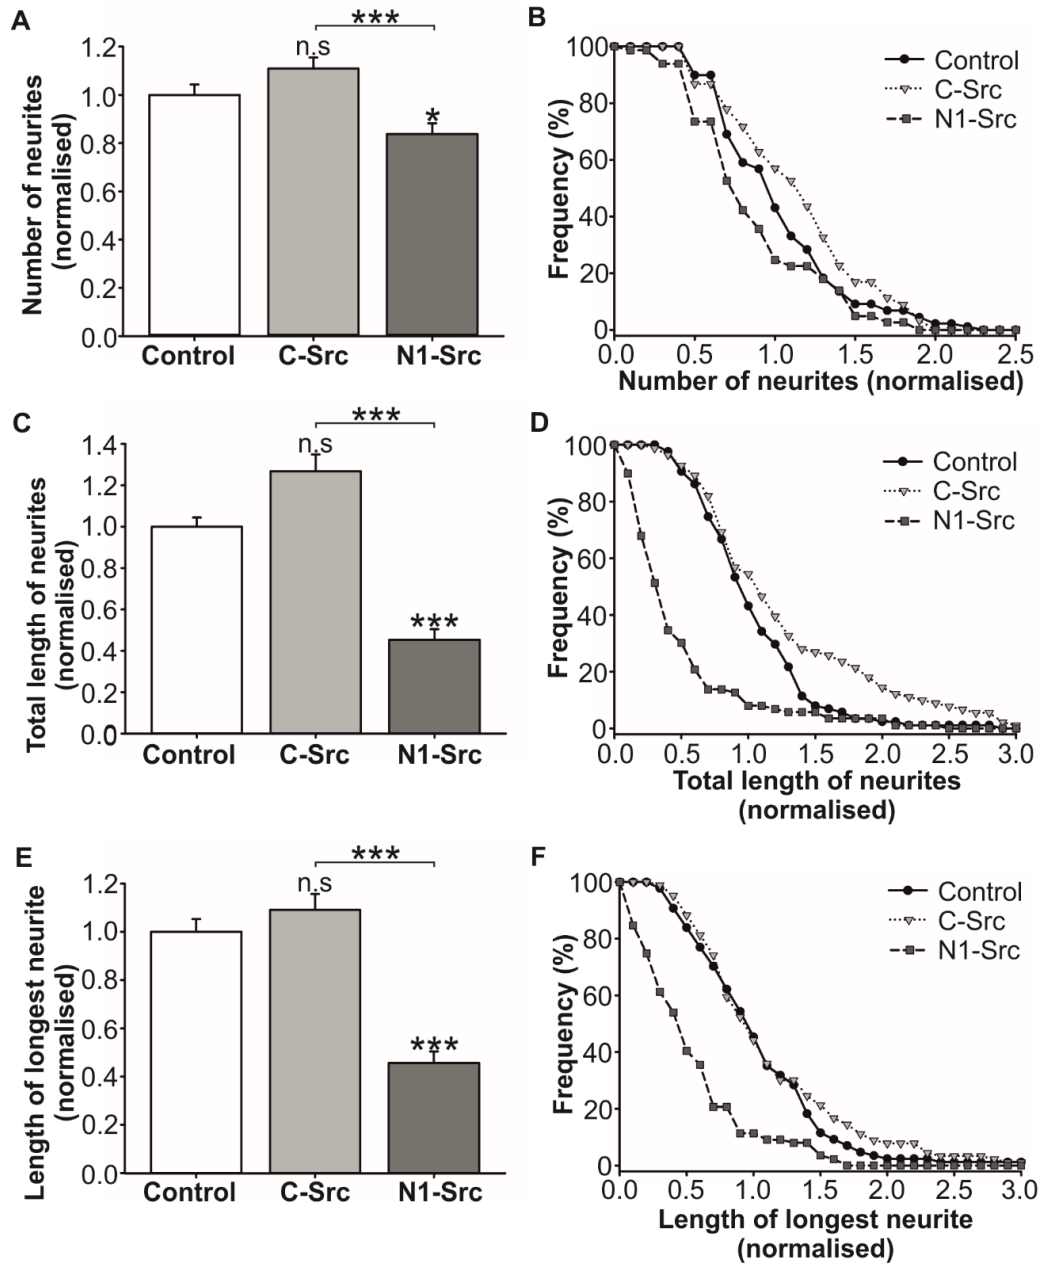 A
***
n.s
*
1.2
1.0
0.8
0.6
0.4
0.2
0.0
Number of neurites
(normalised)
Control C-Src N1-Src
B
100
80
60
40
20
0
Frequency (%)
Control
C-Src
N1-Src
0.0 0.5 1.0 1.5 2.0 2.5
Number of neurites (normalised)
C
***
n.s
***
1.4
1.2
1.0
0.8
0.6
0.4
0.2
0.0
Total length of neurites
(normalised)
Control C-Src N1-Src
D
100
80
60
40
20
0
Frequency (%)
Control
C-Src
N1-Src
0.0 0.5 1.0 1.5 2.0 2.5 3.0
Total length of neurites
(normalised)
E
***
n.s
***
1.2
1.0
0.8
0.6
0.4
0.2
0.0
Length of longest neurite
(normalised)
Control C-Src N1-Src
F
100
80
60
40
20
0
Frequency (%)
Control
C-Src
N1-Src
0.0 0.5 1.0 1.5 2.0 2.5 3.0
Length of longest neurite
(normalised)